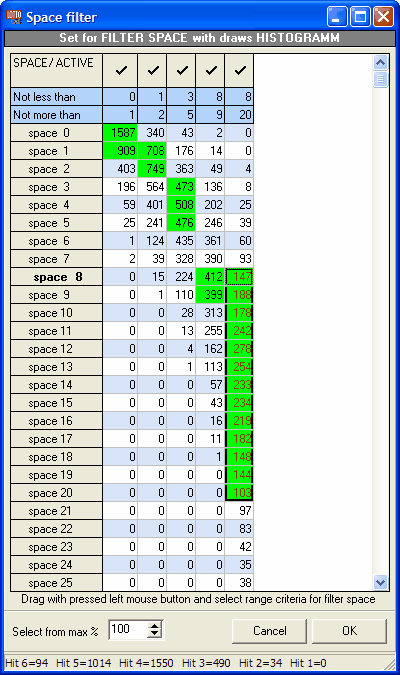 LOTTO Space filter
Set for FILTER SPACE with draws HISTOGRAMM
SPACE/ACTIVE
Not less than 0 1 3 8 8
Not more than 1 2 5 9 20
space 0 1587 340 43 2 0
space 1 909 708 176 14 0
space 2 403 749 363 49 4
space 3 196 564 473 136 8
space 4 59 401 508 202 25
space 5 25 241 476 246 39
space 6 1 124 435 361 60
space 7 2 39 328 390 93
space 8 0 15 224 412 147
space 9 0 1 110 399 188
space 10 0 0 28 313 178
space 11 0 0 13 255 242
space 12 0 0 4 162 278
space 13 0 0 1 113 254
space 14 0 0 0 57 233
space 15 0 0 0 43 234
space 16 0 0 0 16 219
space 17 0 0 0 11 182
space 18 0 0 0 1 148
space 19 0 0 0 0 144
space 20 0 0 0 0 103
space 21 0 0 0 0 97
space 22 0 0 0 0 83
space 23 0 0 0 0 42
space 24 0 0 0 0 35
space 25 0 0 0 0 38
Drag with pressed left mouse button and select range criteria for filter space
Select from max % 100 Cancel OK
Hit 6=94 Hit 5=1014 Hit 4=1550 Hit 3=490 Hit 2=34 Hit 1=0